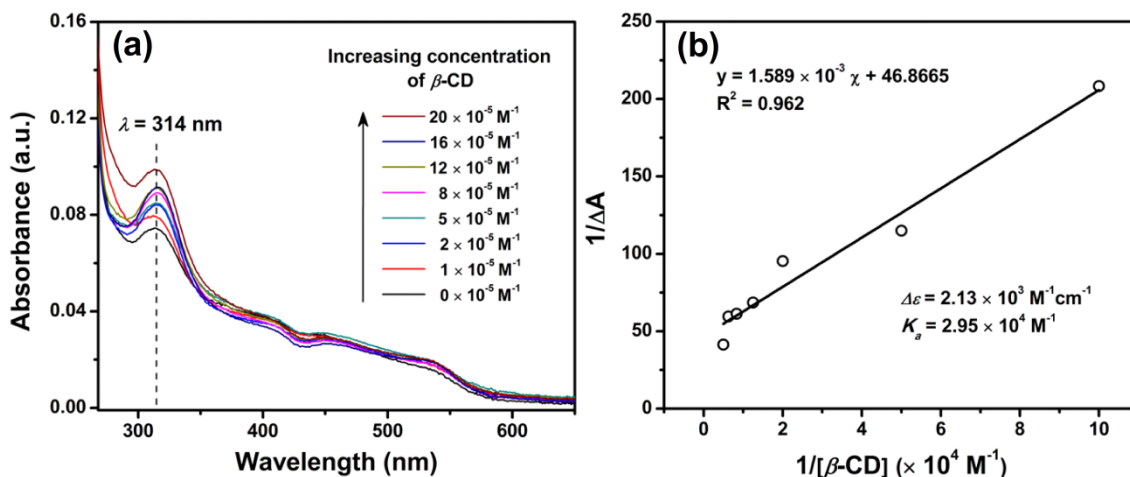 (a)
Increasing concentration
of β-CD
λ = 314 nm
20 × 10⁻⁵ M⁻¹
16 × 10⁻⁵ M⁻¹
12 × 10⁻⁵ M⁻¹
8 × 10⁻⁵ M⁻¹
5 × 10⁻⁵ M⁻¹
2 × 10⁻⁵ M⁻¹
1 × 10⁻⁵ M⁻¹
0 × 10⁻⁵ M⁻¹
Absorbance (a.u.)
0.16
0.12
0.08
0.04
0.00
300 400 500 600
Wavelength (nm)
(b)
y = 1.589 × 10⁻³ χ + 46.8665
R² = 0.962
Δε = 2.13 × 10³ M⁻¹cm⁻¹
Kₐ = 2.95 × 10⁴ M⁻¹
1/ΔA
250
200
150
100
50
0
0 2 4 6 8 10
1/[β-CD] (× 10⁴ M⁻¹)